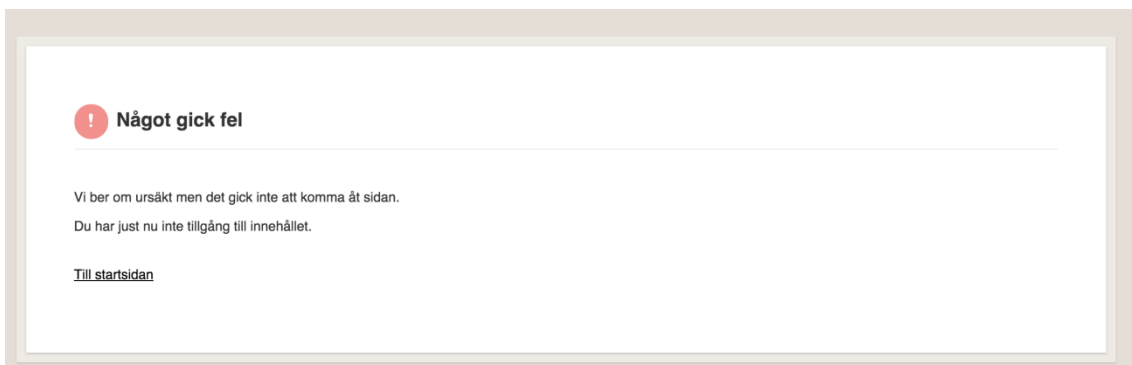 !
Något gick fel
Vi ber om ursäkt men det gick inte att komma åt sidan.
Du har just nu inte tillgång till innehållet.
Till startsidan